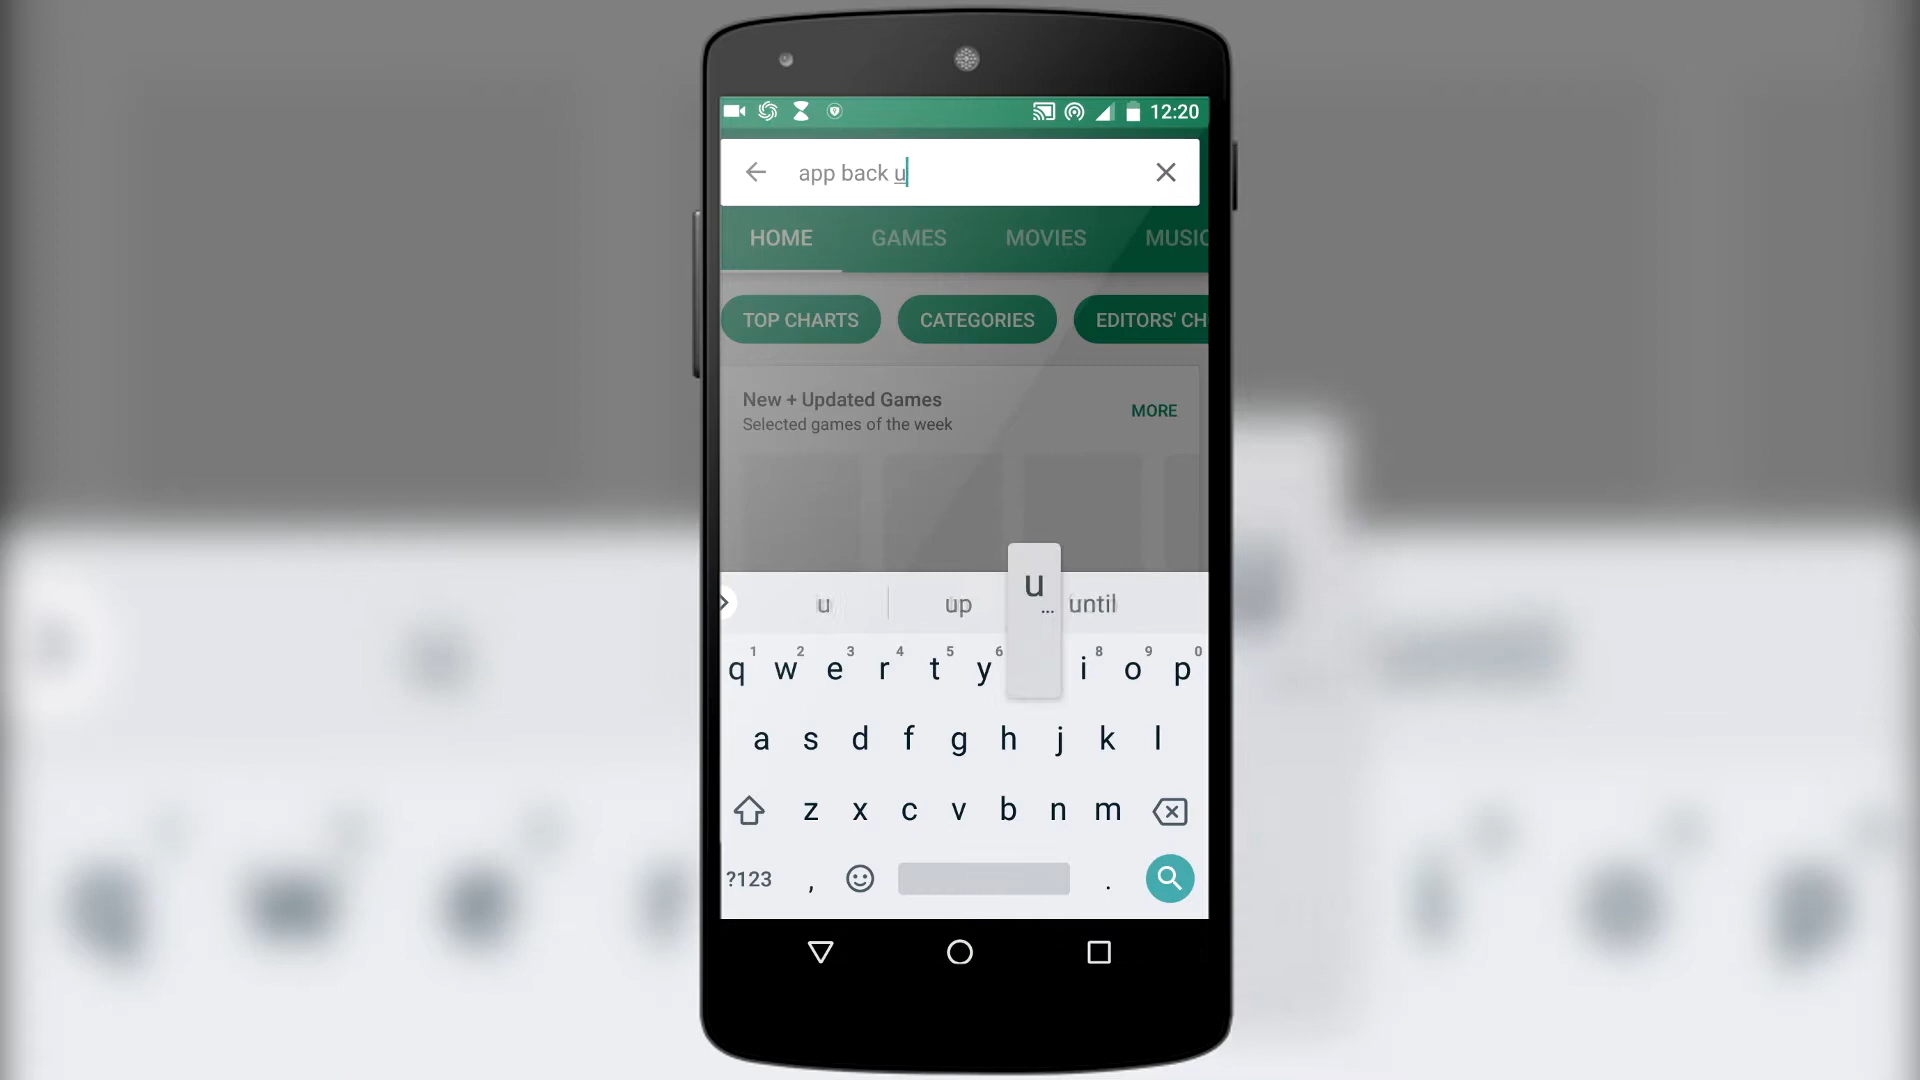 12:20
app back u
HOME GAMES MOVIES MUSIC
TOP CHARTS CATEGORIES EDITORS' CH
New + Updated Games
MORE
Selected games of the week
u up until
u
...
1 2 3 4 5 6 8 9 0
q w e r t y i o p
a s d f g h j k l
z x c v b n m
?123 , .